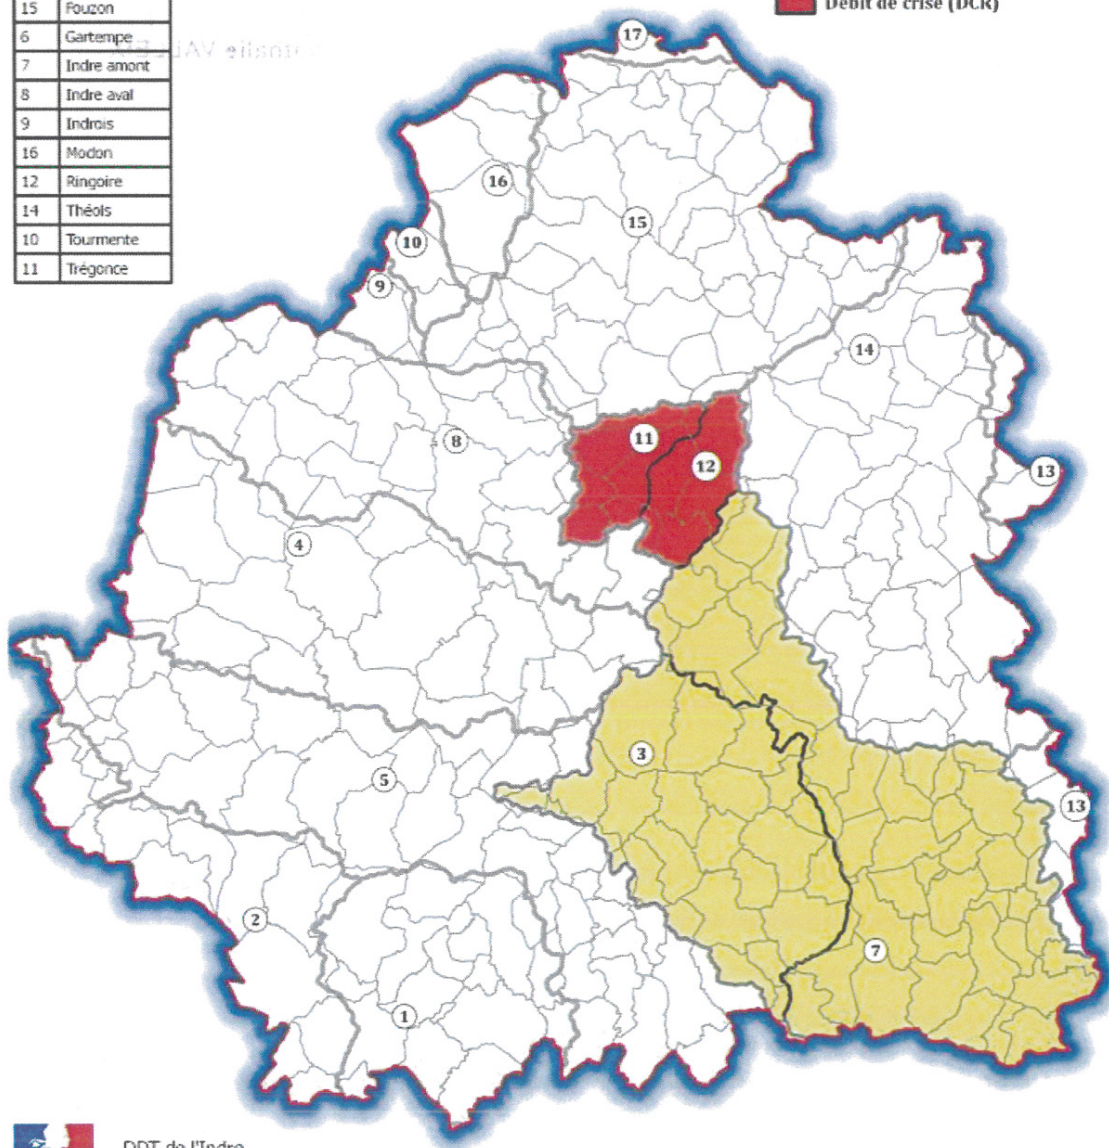 Débit de crise (DCR)
15 Fouzon
6 Gartempe
7 Indre amont
8 Indre aval
9 Indrois
16 Modon
12 Ringoire
14 Théols
10 Tourmente
11 Trégonce
17
16
15
10
9
14
8
11
12
13
4
3
5
13
2
7
1
DDT de l'Indre